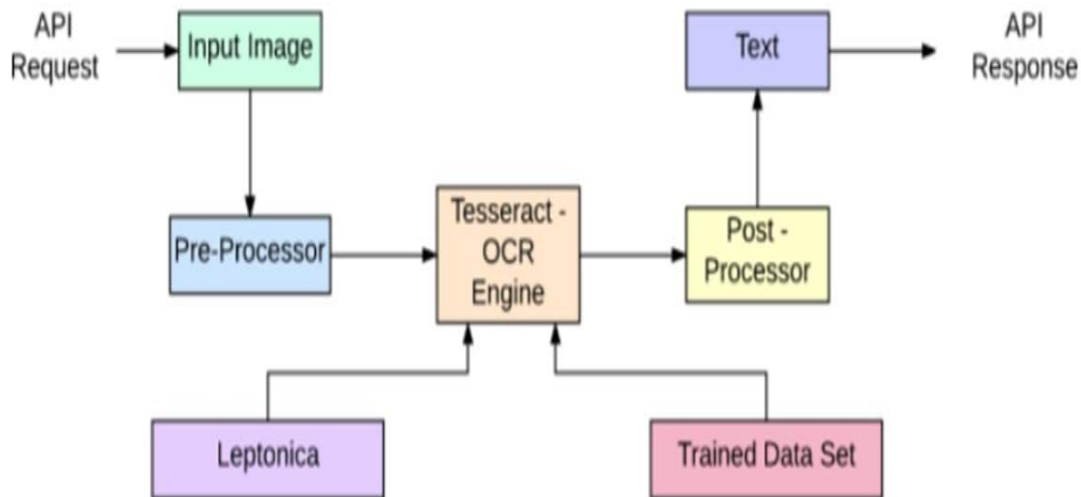 API
Request
Input Image
Text
API
Response
Pre-Processor
Tesseract -
OCR
Engine
Post -
Processor
Leptonica
Trained Data Set